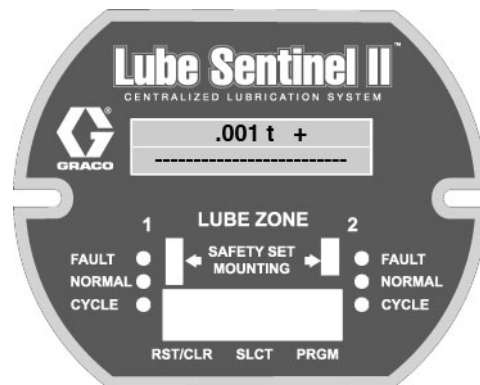 Lube Sentinel II™
CENTRALIZED LUBRICATION SYSTEM
GRACO
.001 t +
-------------------------
1 LUBE ZONE 2
SAFETY SET
MOUNTING
FAULT
NORMAL
CYCLE
FAULT
NORMAL
CYCLE
RST/CLR SLCT PRGM